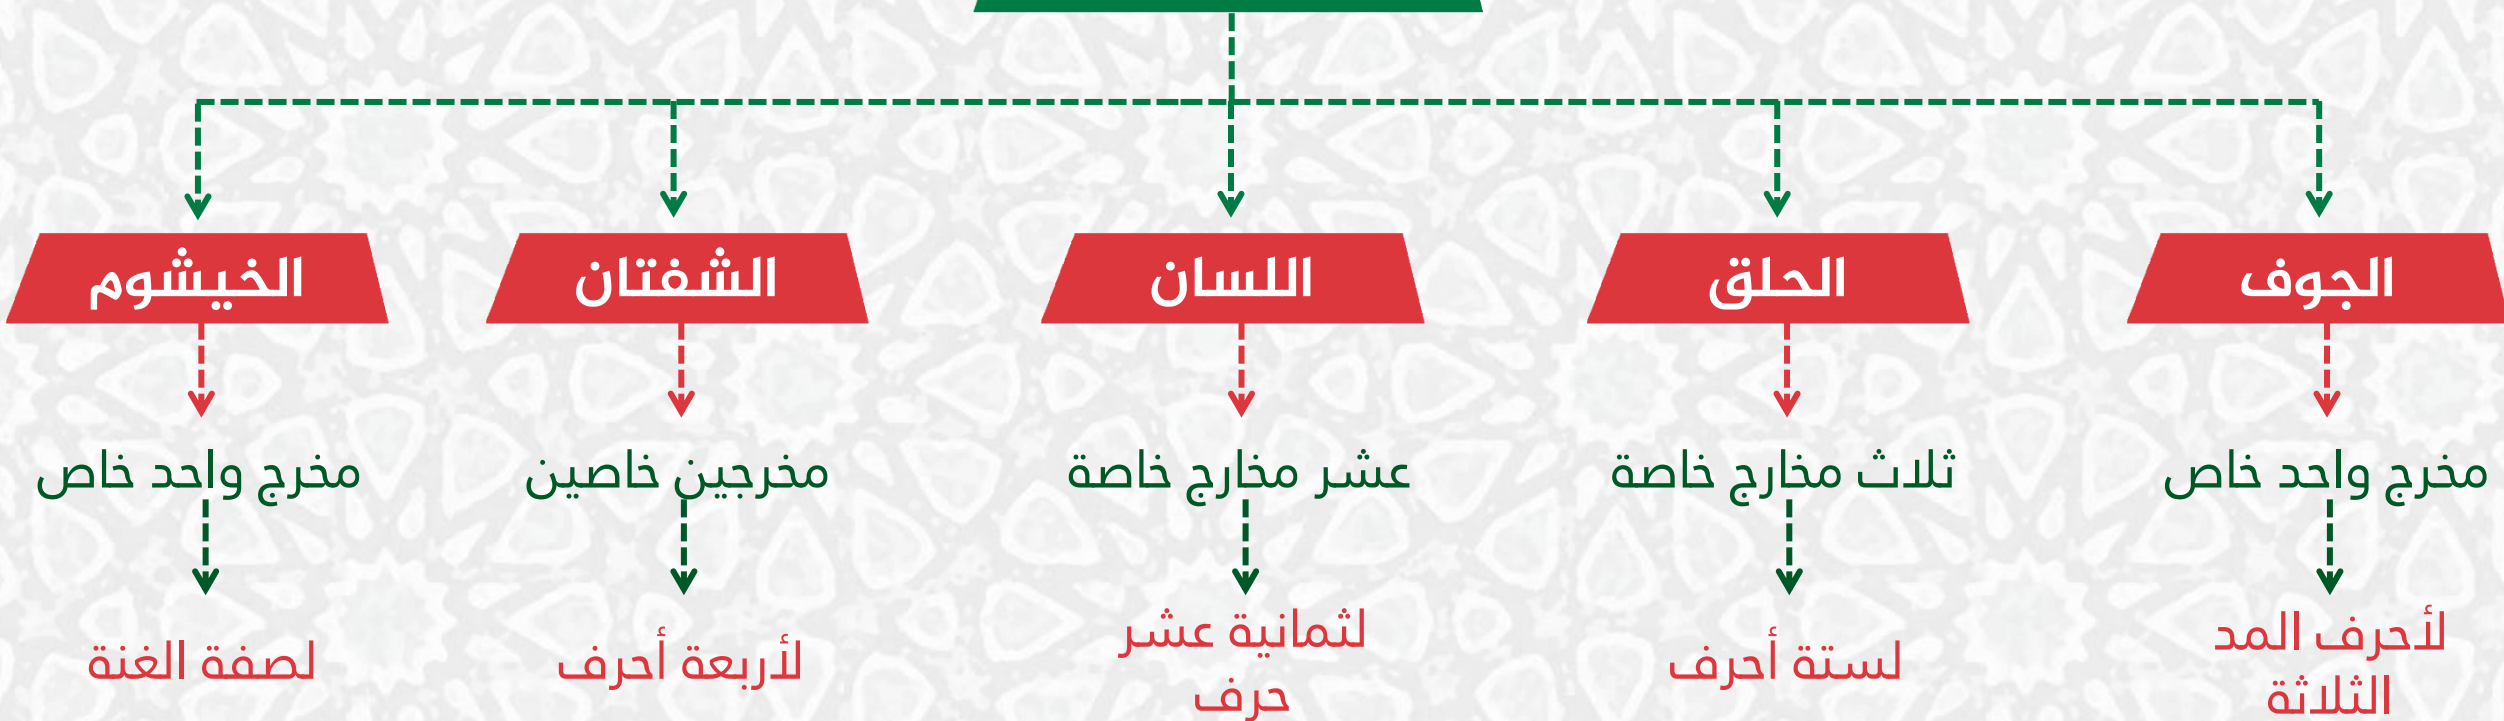 الجوف
الحلق
اللسان
الشفتان
الخيشوم
مخرج واحد خاص
ثلاث مخارج خاصة
عشر مخارج خاصة
مخرجين خاصين
مخرج واحد خاص
لأحرف المد
الثلاثة
لستة أحرف
لثمانية عشر
حرف
لأربعة أحرف
لصفة الغنة